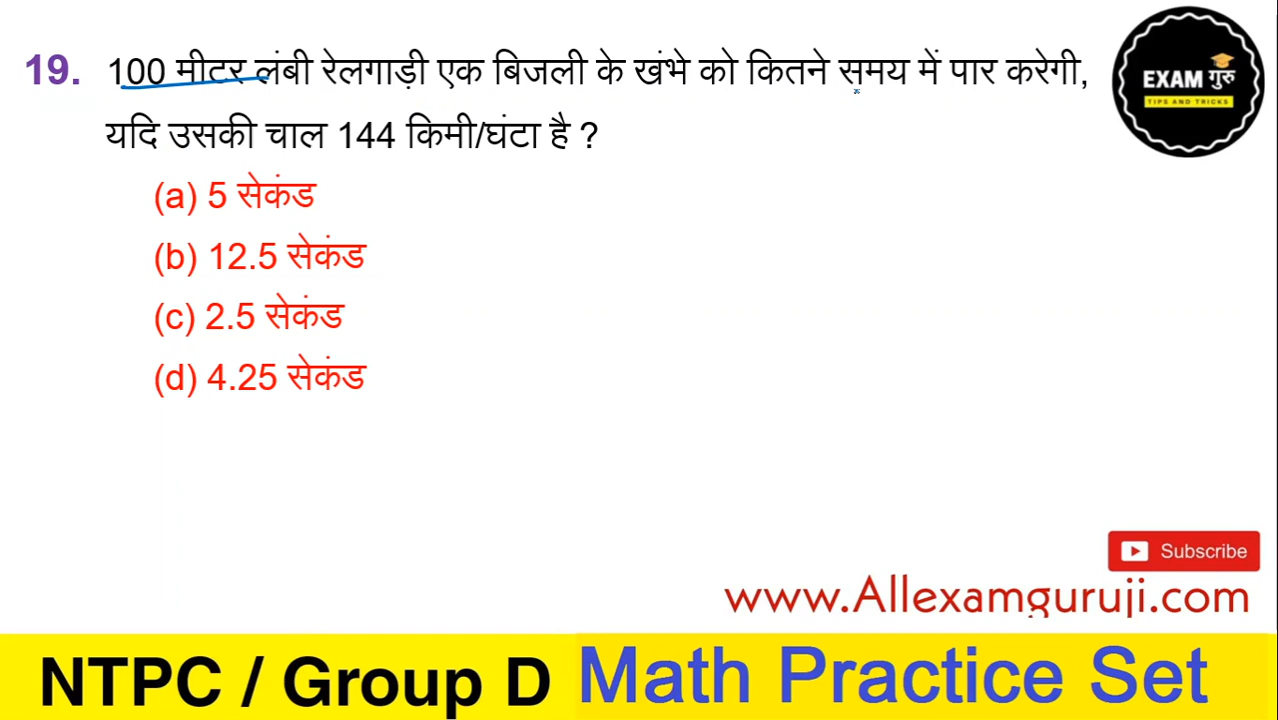 19. 100 मीटर लंबी रेलगाड़ी एक बिजली के खंभे को कितने समय में पार करेगी,
यदि उसकी चाल 144 किमी/घंटा है ?
(a) 5 सेकंड
(b) 12.5 सेकंड
(c) 2.5 सेकंड
(d) 4.25 सेकंड
EXAM गुरु
TIPS AND TRICKS
Subscribe
www.Allexamguruji.com
NTPC / Group D Math Practice Set